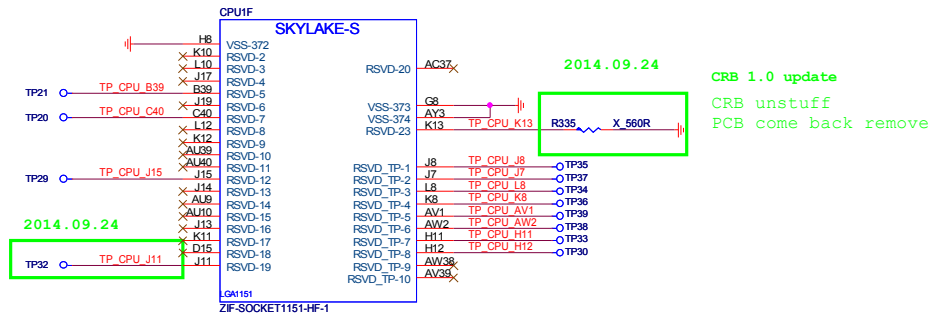 CPU1F
SKYLAKE-S
H8 VSS-372
K10 RSVD-2
L10 RSVD-3
J17 RSVD-4
TP21 TP_CPU_B39 B39 RSVD-5
J19 RSVD-6
TP20 TP_CPU_C40 C40 RSVD-7
L12 RSVD-8
K12 RSVD-9
AU39 RSVD-10
AU40 RSVD-11
TP29 TP_CPU_J15 J15 RSVD-12
J14 RSVD-13
AU9 RSVD-14
AU10 RSVD-15
J13 RSVD-16
K11 RSVD-17
D15 RSVD-18
2014.09.24
TP32 TP_CPU_J11 J11 RSVD-19
RSVD-20 AC37
VSS-373 G8
VSS-374 AY3
RSVD-23 K13 TP_CPU_K13 R335 X_560R
2014.09.24
CRB 1.0 update
CRB unstuff
PCB come back remove
RSVD_TP-1 J8 TP_CPU_J8 TP35
RSVD_TP-2 J7 TP_CPU_J7 TP37
RSVD_TP-3 L8 TP_CPU_L8 TP34
RSVD_TP-4 K8 TP_CPU_K8 TP36
RSVD_TP-5 AV1 TP_CPU_AV1 TP39
RSVD_TP-6 AW2 TP_CPU_AW2 TP38
RSVD_TP-7 H11 TP_CPU_H11 TP33
RSVD_TP-8 H12 TP_CPU_H12 TP30
RSVD_TP-9 AW38
RSVD_TP-10 AV39
LGA1151
ZIF-SOCKET1151-HF-1